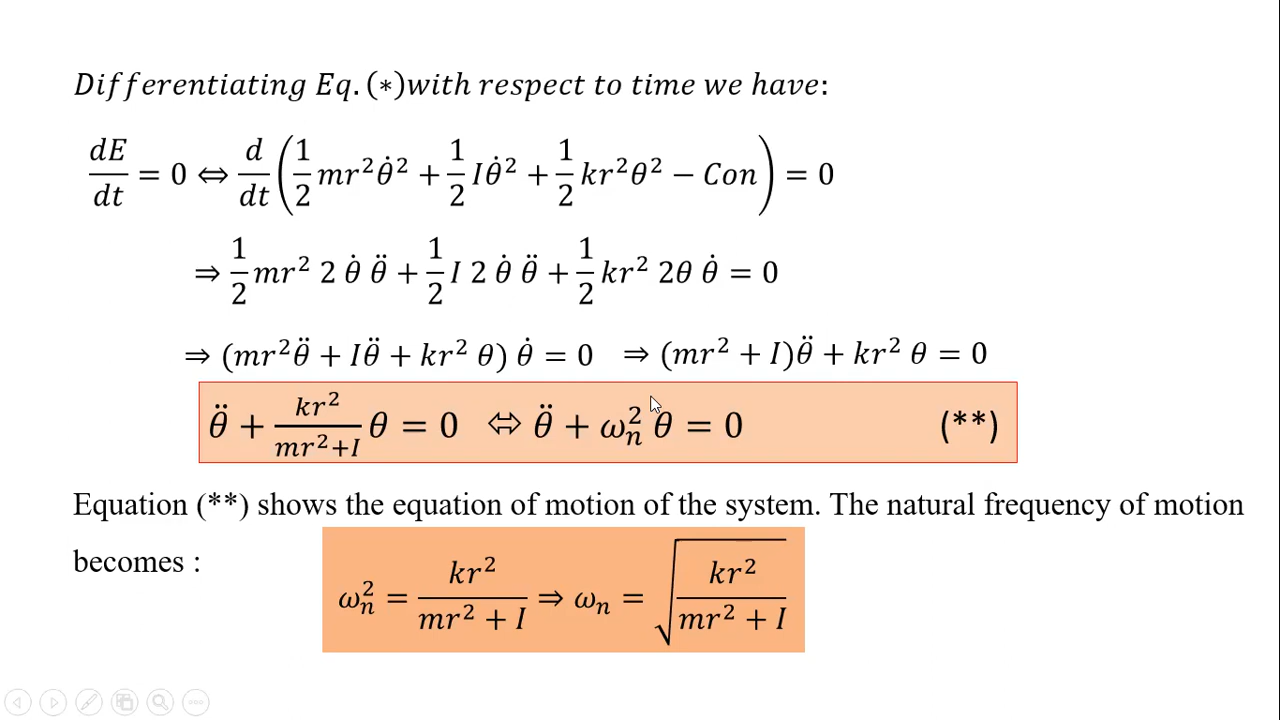 Differentiating Eq.(∗)with respect to time we have:
dE/dt = 0 ⇔ d/dt (1/2 mr²θ̇² + 1/2 Iθ̇² + 1/2 kr²θ² − Con) = 0
⇒ 1/2 mr² 2 θ̇ θ̈ + 1/2 I 2 θ̇ θ̈ + 1/2 kr² 2θ θ̇ = 0
⇒ (mr²θ̈ + Iθ̈ + kr² θ) θ̇ = 0 ⇒ (mr² + I)θ̈ + kr² θ = 0
θ̈ + kr²/(mr²+I) θ = 0 ⇔ θ̈ + ωₙ² θ = 0 (**)
Equation (**) shows the equation of motion of the system. The natural frequency of motion
becomes :
ωₙ² = kr²/(mr² + I) ⇒ ωₙ = √(kr²/(mr² + I))